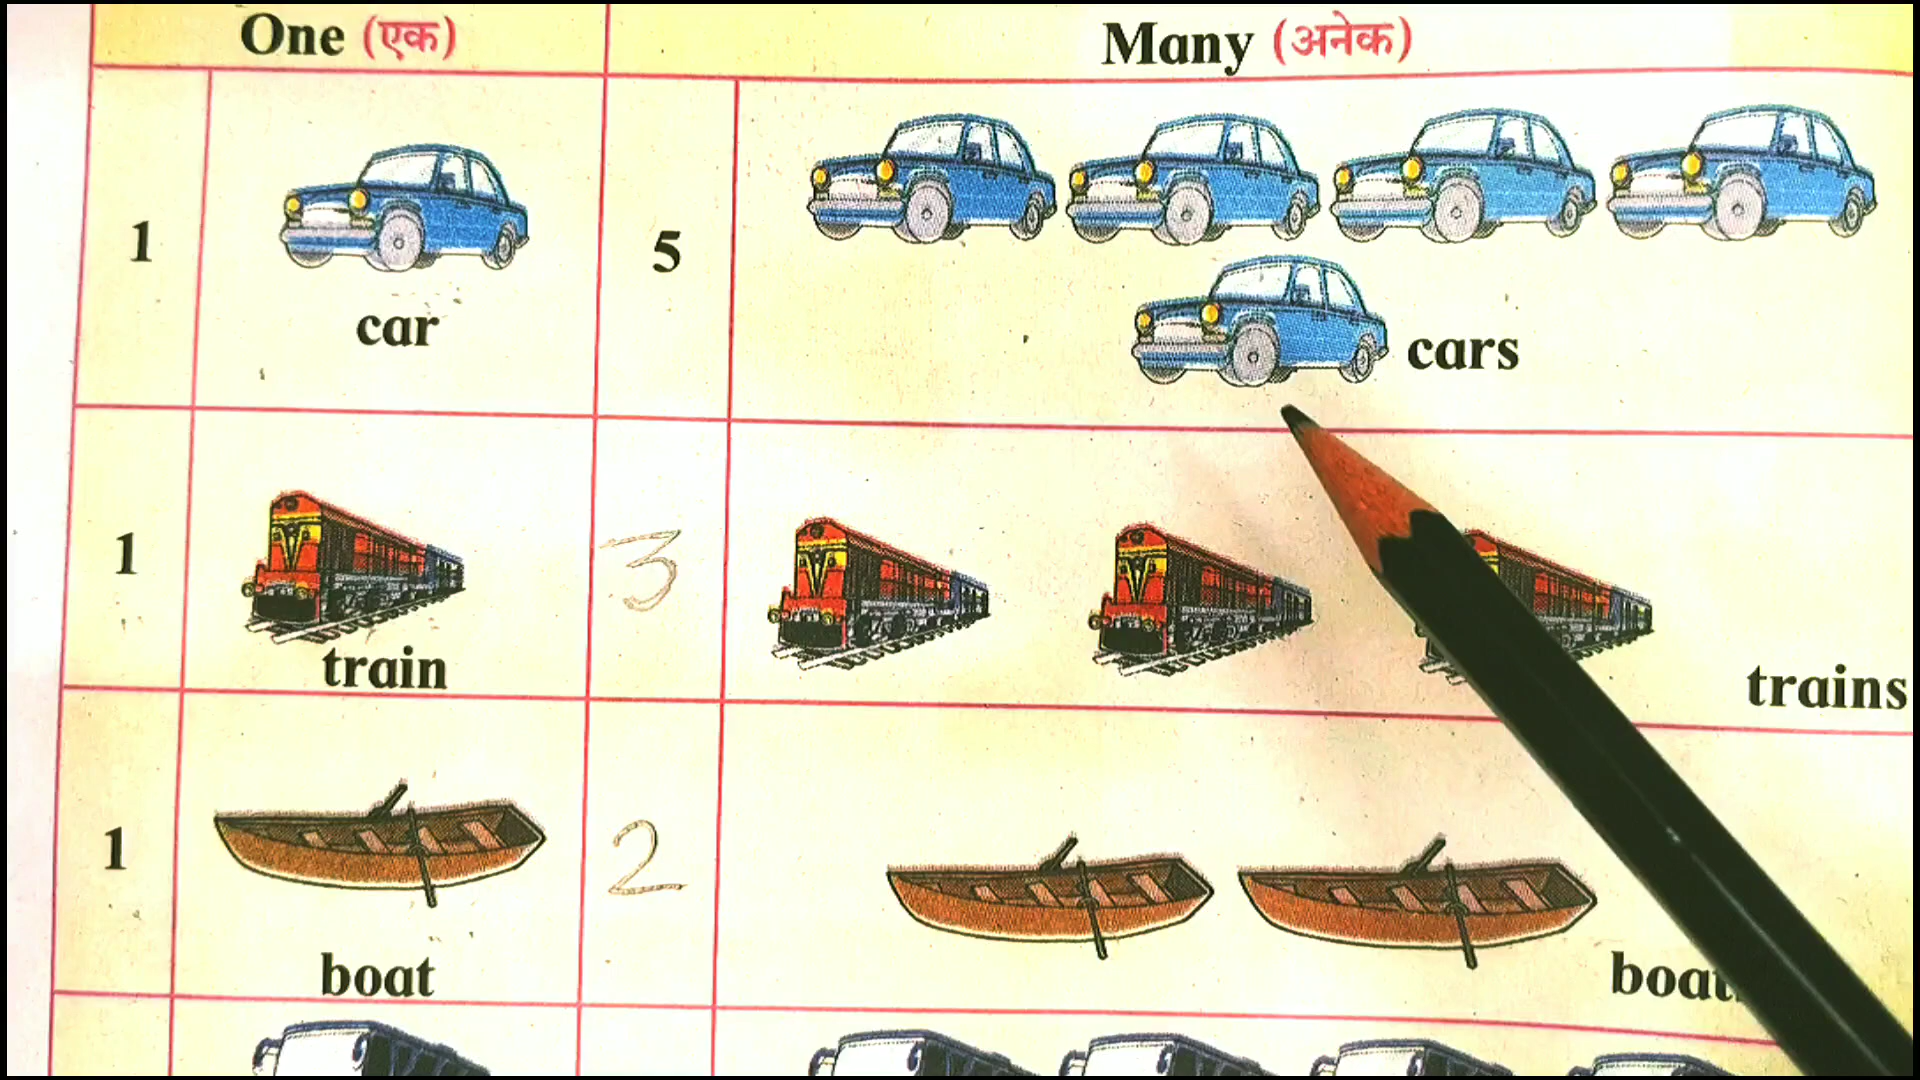 One (एक) Many (अनेक)
1 car 5 cars
1 train 3 trains
1 boat 2